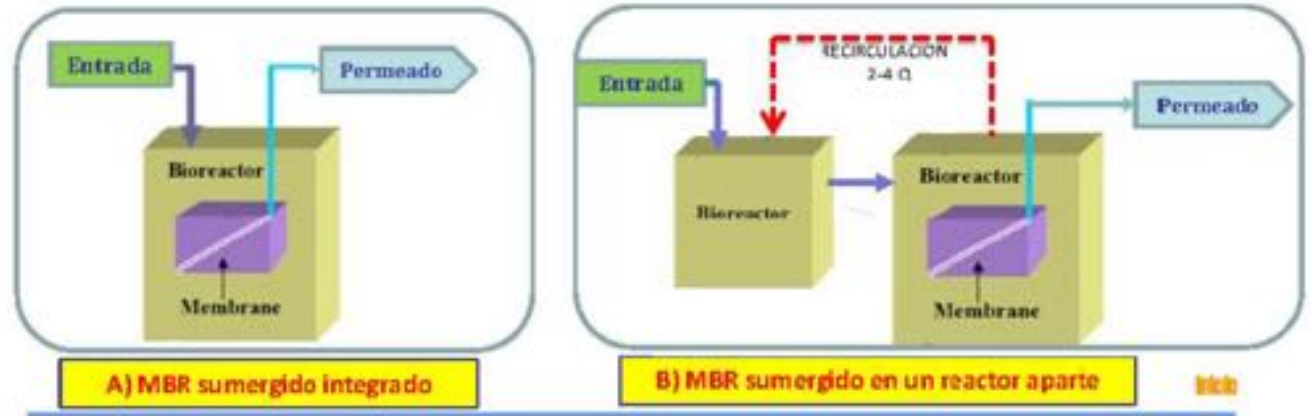 Entrada
Permeado
Bioreactor
Membrane
A) MBR sumergido integrado
RECIRCULACION
2-4 Q
Entrada
Permeado
Bioreactor
Bioreactor
Membrane
B) MBR sumergido en un reactor aparte
Inicio